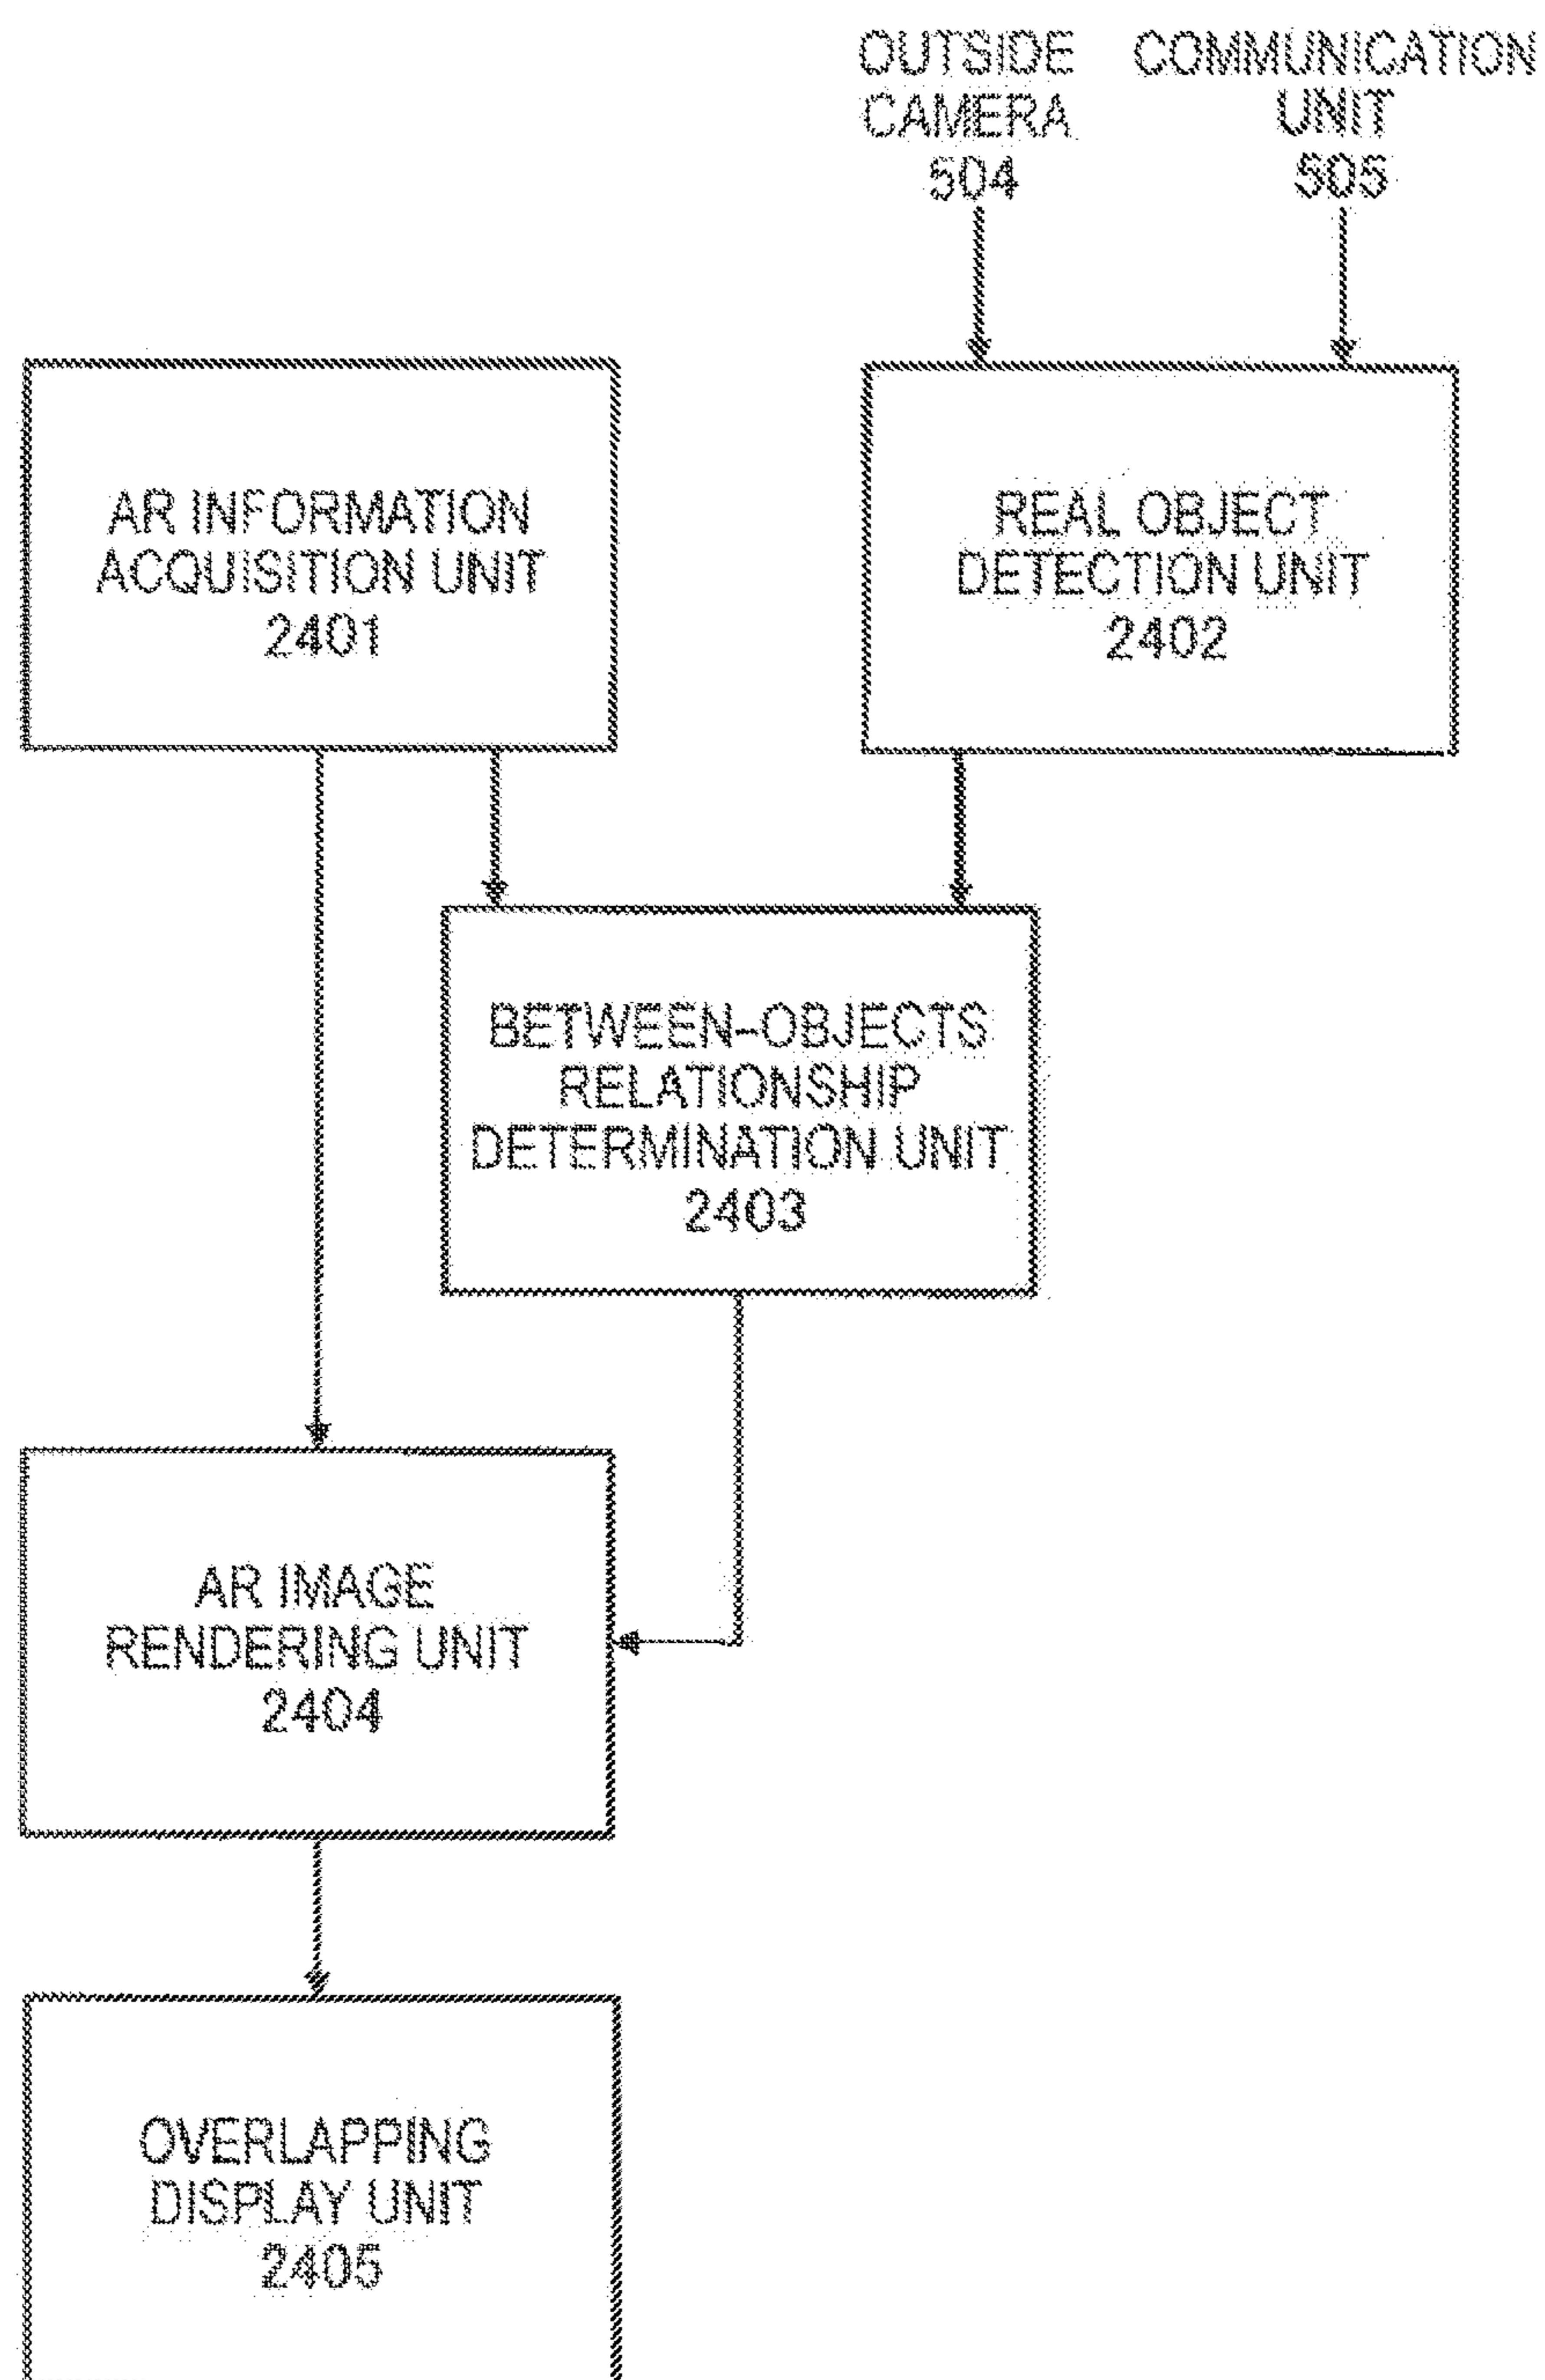 OUTSIDE
CAMERA
504
COMMUNICATION
UNIT
505
AR INFORMATION
ACQUISITION UNIT
2401
REAL OBJECT
DETECTION UNIT
2402
BETWEEN-OBJECTS
RELATIONSHIP
DETERMINATION UNIT
2403
AR IMAGE
RENDERING UNIT
2404
OVERLAPPING
DISPLAY UNIT
2405